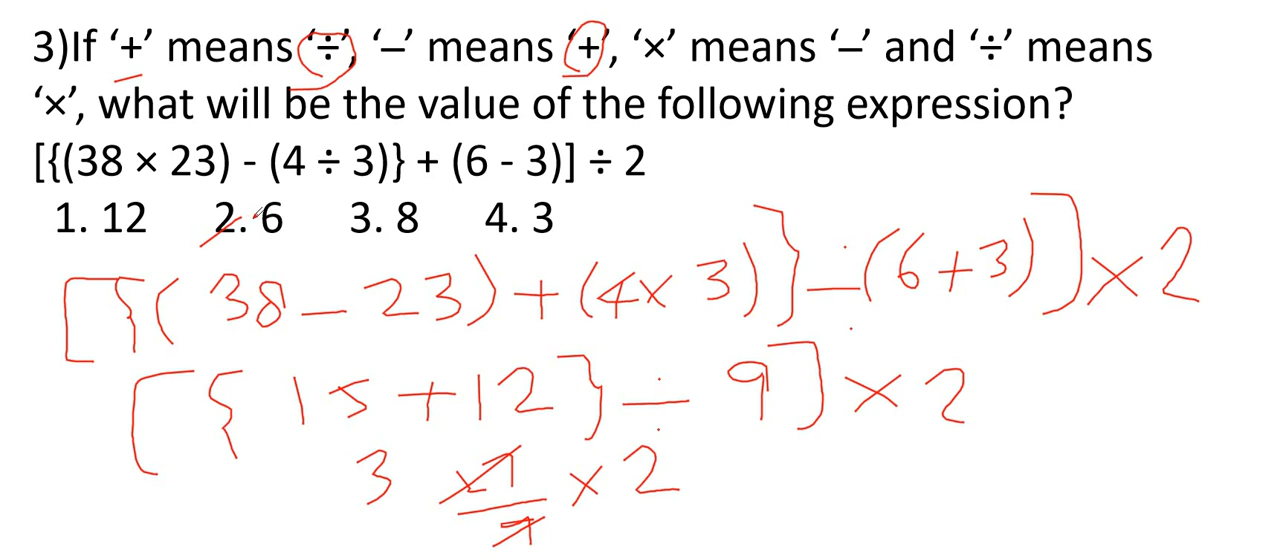 3)If ‘+’ means ‘÷’, ‘–’ means ‘+’, ‘×’ means ‘–’ and ‘÷’ means
‘×’, what will be the value of the following expression?
[{(38 × 23) - (4 ÷ 3)} + (6 - 3)] ÷ 2
1. 12 2. 6 3. 8 4. 3
[{(38 – 23) + (4 × 3)} ÷ (6 + 3)] × 2
[{15 + 12} ÷ 9] × 2
3 27/9 × 2